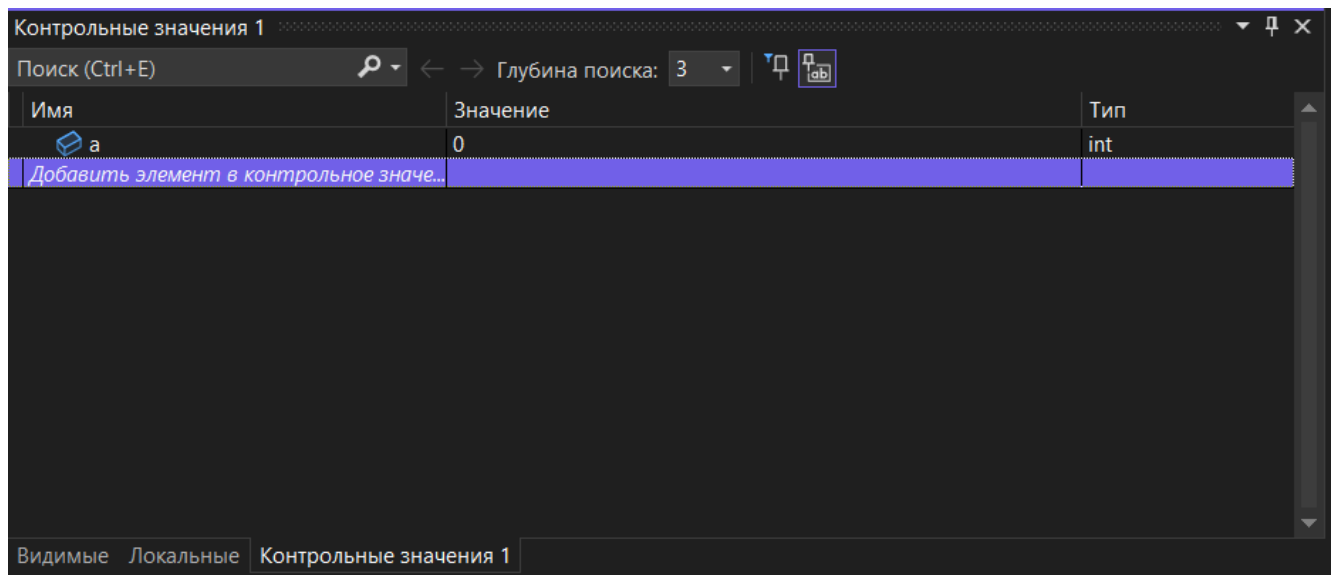 Контрольные значения 1
Поиск (Ctrl+E) Глубина поиска: 3 ab
Имя Значение Тип
a 0 int
Добавить элемент в контрольное значе...
Видимые Локальные Контрольные значения 1